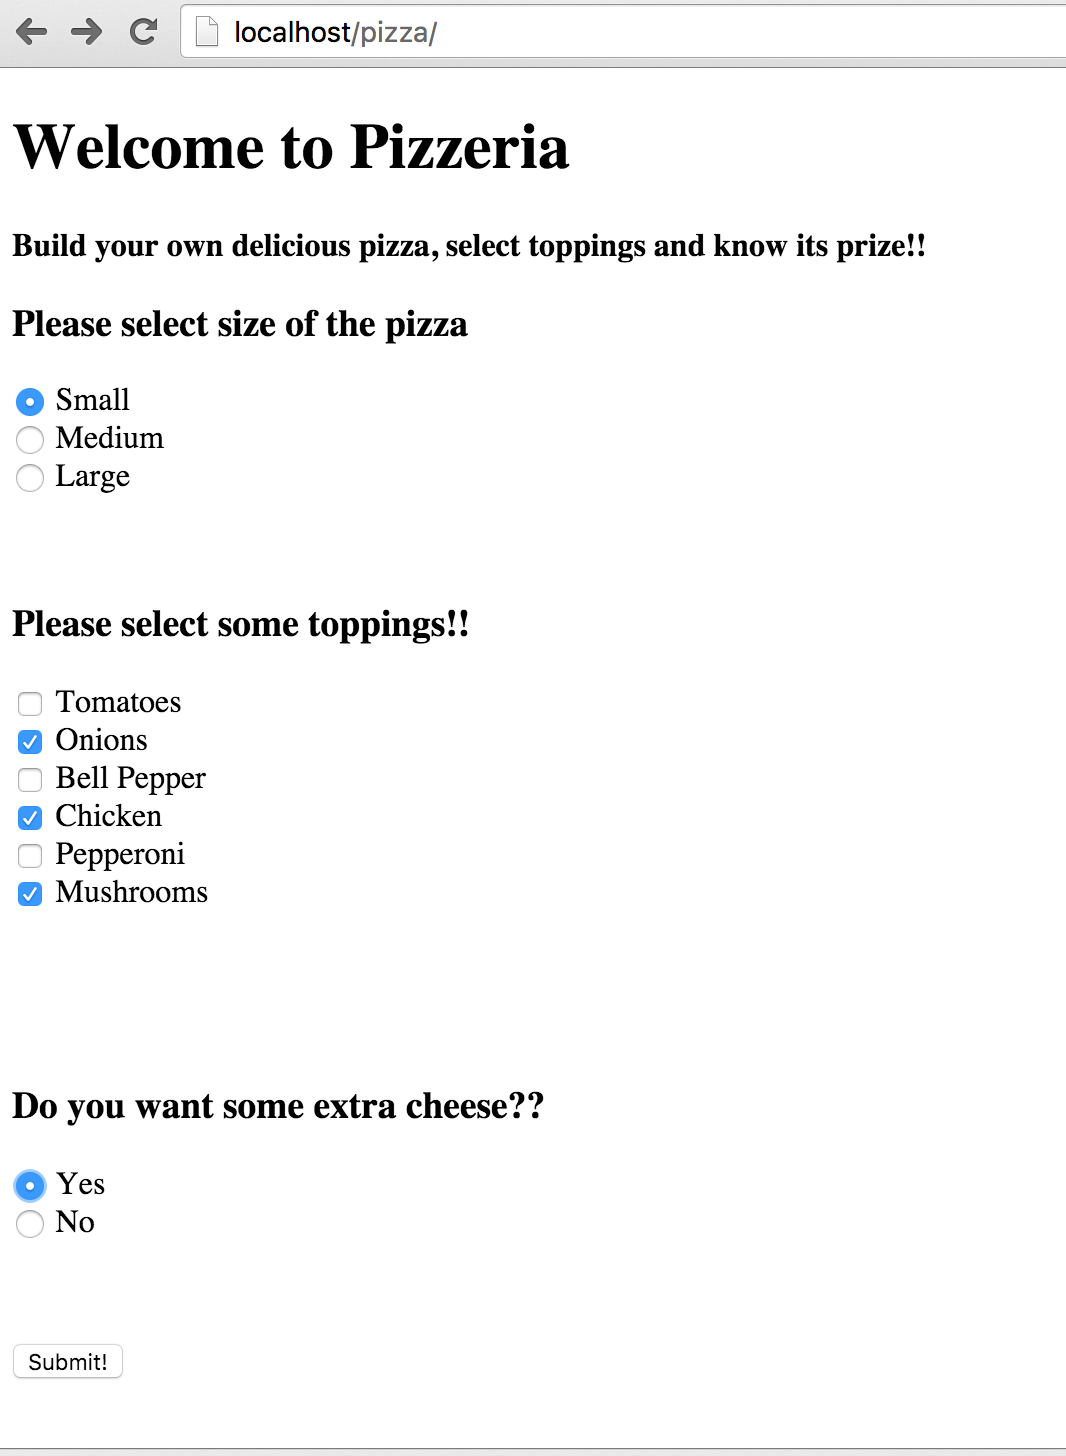 localhost/pizza/
Welcome to Pizzeria
Build your own delicious pizza, select toppings and know its prize!!
Please select size of the pizza
Small
Medium
Large
Please select some toppings!!
Tomatoes
Onions
Bell Pepper
Chicken
Pepperoni
Mushrooms
Do you want some extra cheese??
Yes
No
Submit!